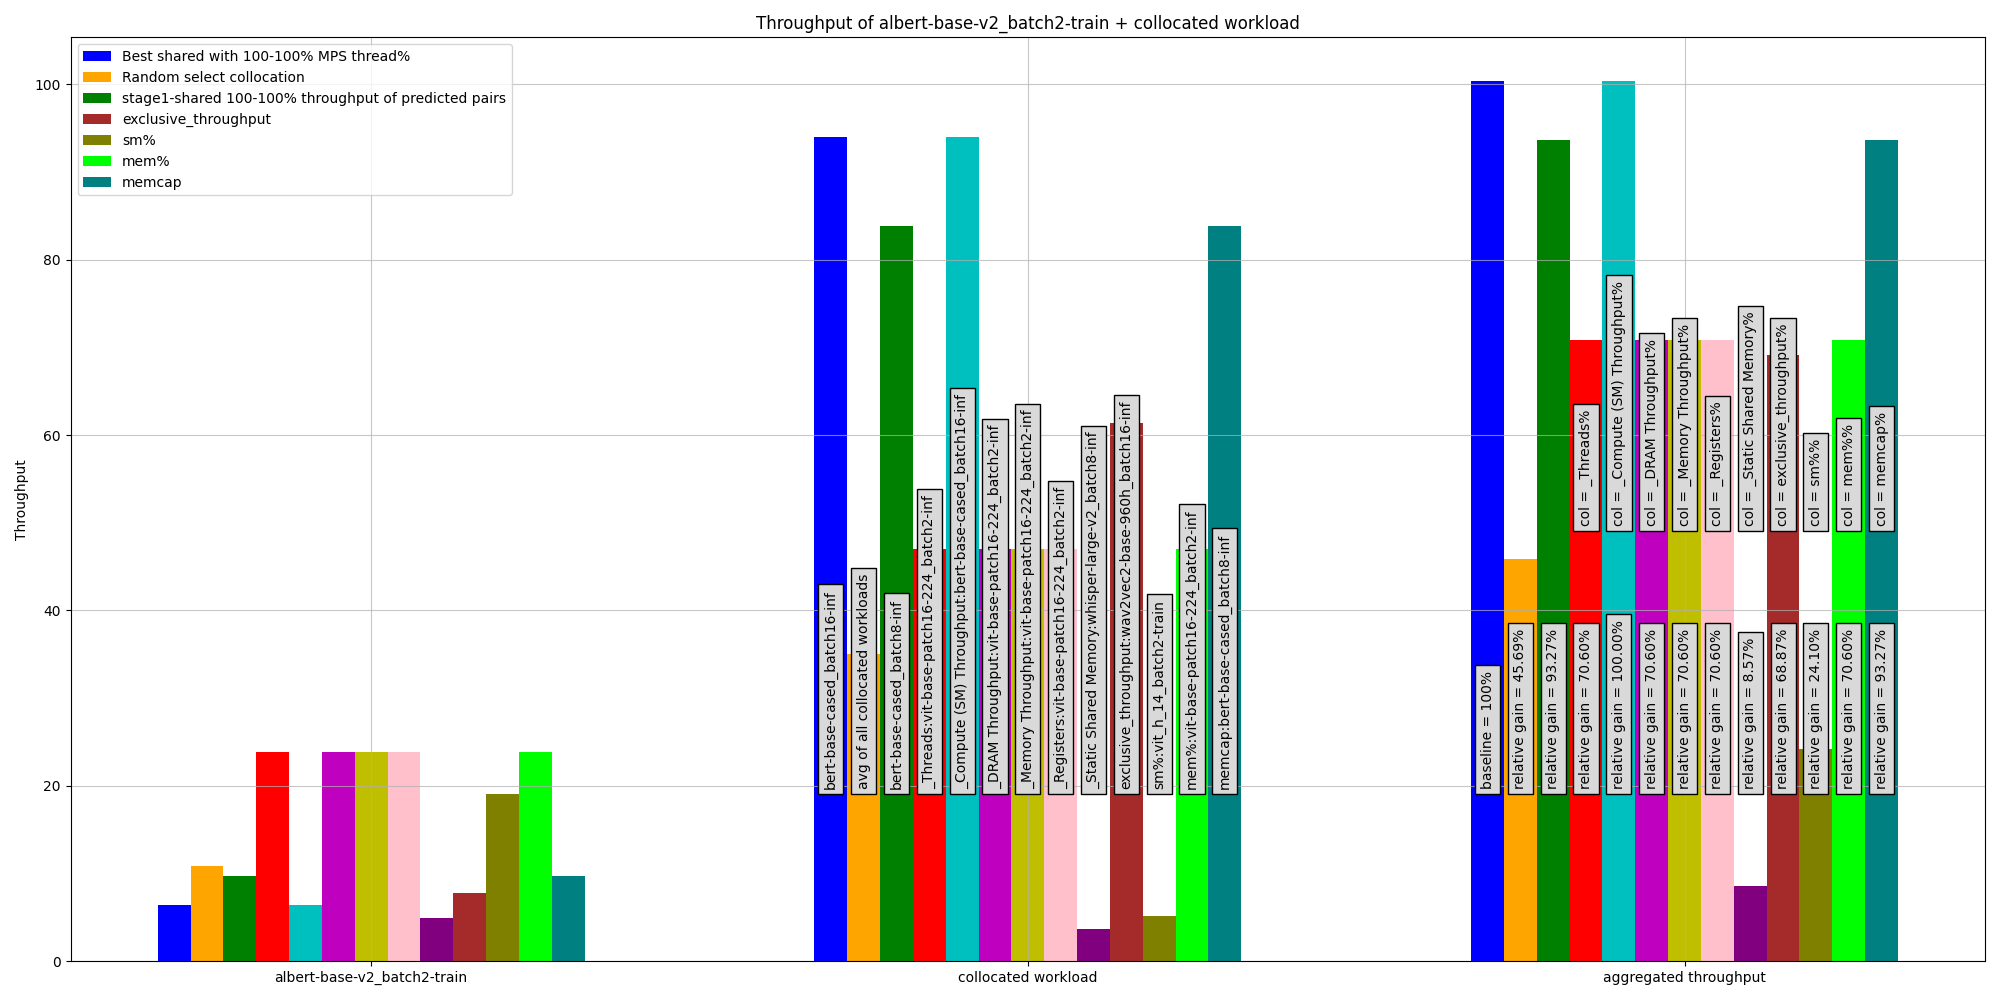 Throughput of albert-base-v2_batch2-train + collocated workload
Best shared with 100-100% MPS thread%
Random select collocation
stage1-shared 100-100% throughput of predicted pairs
exclusive_throughput
sm%
mem%
memcap
Throughput
100
80
60
40
20
0
bert-base-cased_batch16-inf
avg of all collocated workloads
bert-base-cased_batch8-inf
_Threads:vit-base-patch16-224_batch2-inf
_Compute (SM) Throughput:bert-base-cased_batch16-inf
_DRAM Throughput:vit-base-patch16-224_batch2-inf
_Memory Throughput:vit-base-patch16-224_batch2-inf
_Registers:vit-base-patch16-224_batch2-inf
_Static Shared Memory:whisper-large-v2_batch8-inf
exclusive_throughput:wav2vec2-base-960h_batch16-inf
sm%:vit_h_14_batch2-train
mem%:vit-base-patch16-224_batch2-inf
memcap:bert-base-cased_batch8-inf
col = _Threads%
col = _Compute (SM) Throughput%
col = _DRAM Throughput%
col = _Memory Throughput%
col = _Registers%
col = _Static Shared Memory%
col = exclusive_throughput%
col = sm%%
col = mem%%
col = memcap%
baseline = 100%
relative gain = 45.69%
relative gain = 93.27%
relative gain = 70.60%
relative gain = 100.00%
relative gain = 70.60%
relative gain = 70.60%
relative gain = 70.60%
relative gain = 8.57%
relative gain = 68.87%
relative gain = 24.10%
relative gain = 70.60%
relative gain = 93.27%
albert-base-v2_batch2-train
collocated workload
aggregated throughput